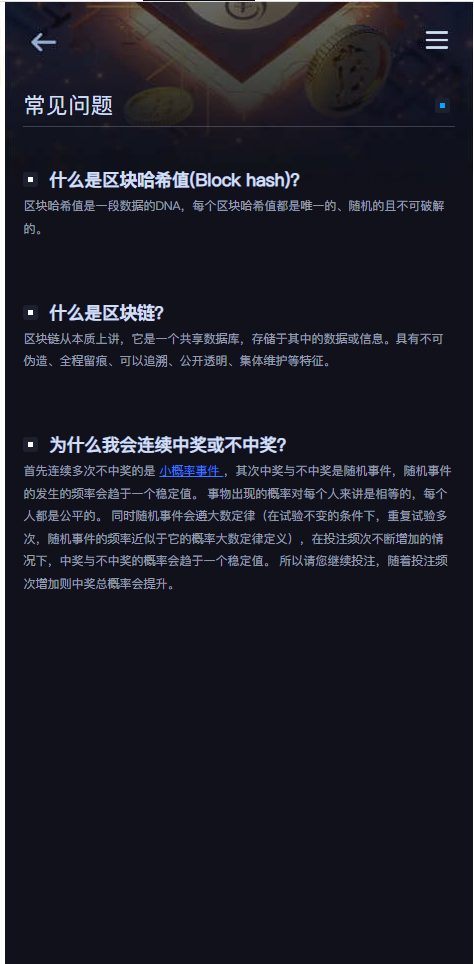 常见问题
什么是区块哈希值(Block hash)?
区块哈希值是一段数据的DNA，每个区块哈希值都是唯一的、随机的且不可破解
的。
什么是区块链?
区块链从本质上讲，它是一个共享数据库，存储于其中的数据或信息。具有不可
伪造、全程留痕、可以追溯、公开透明、集体维护等特征。
为什么我会连续中奖或不中奖?
首先连续多次不中奖的是 小概率事件 ，其次中奖与不中奖是随机事件，随机事件
的发生的频率会趋于一个稳定值。 事物出现的概率对每个人来讲是相等的，每个
人都是公平的。 同时随机事件会遵大数定律（在试验不变的条件下，重复试验多
次，随机事件的频率近似于它的概率大数定律定义），在投注频次不断增加的情
况下，中奖与不中奖的概率会趋于一个稳定值。 所以请您继续投注，随着投注频
次增加则中奖总概率会提升。